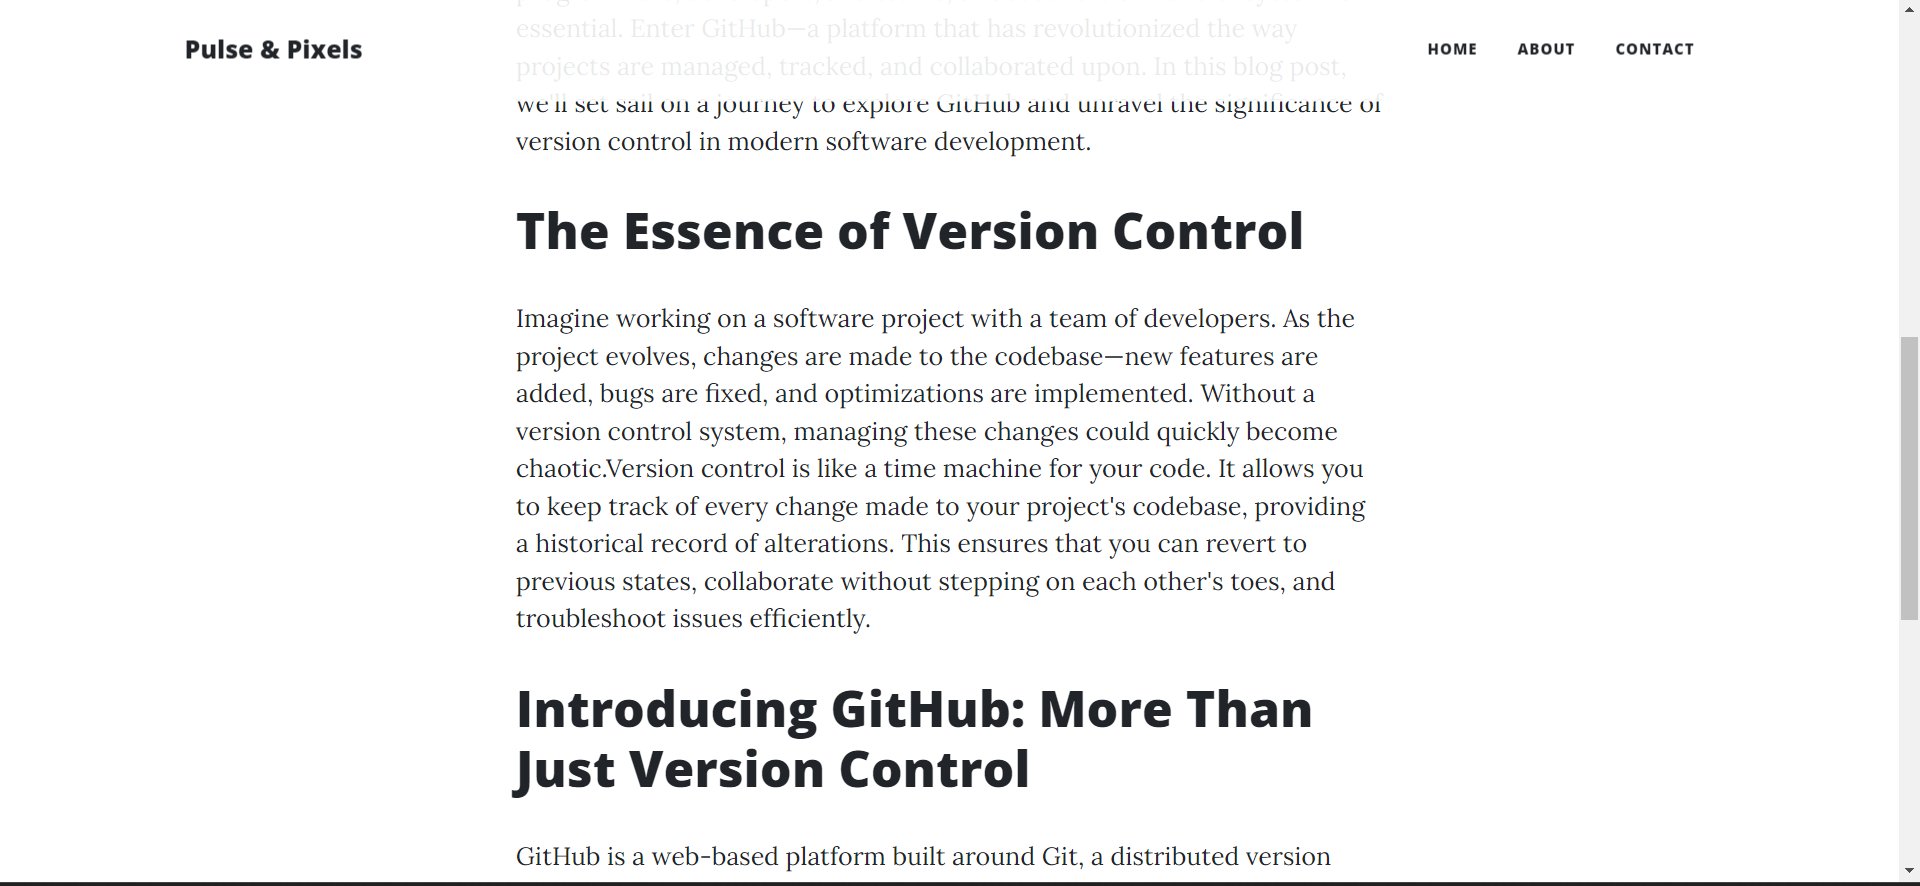 Pulse & Pixels
HOME ABOUT CONTACT
essential. Enter GitHub—a platform that has revolutionized the way
projects are managed, tracked, and collaborated upon. In this blog post,
we'll set sail on a journey to explore GitHub and unravel the significance of
version control in modern software development.
The Essence of Version Control
Imagine working on a software project with a team of developers. As the
project evolves, changes are made to the codebase—new features are
added, bugs are fixed, and optimizations are implemented. Without a
version control system, managing these changes could quickly become
chaotic.Version control is like a time machine for your code. It allows you
to keep track of every change made to your project's codebase, providing
a historical record of alterations. This ensures that you can revert to
previous states, collaborate without stepping on each other's toes, and
troubleshoot issues efficiently.
Introducing GitHub: More Than
Just Version Control
GitHub is a web-based platform built around Git, a distributed version